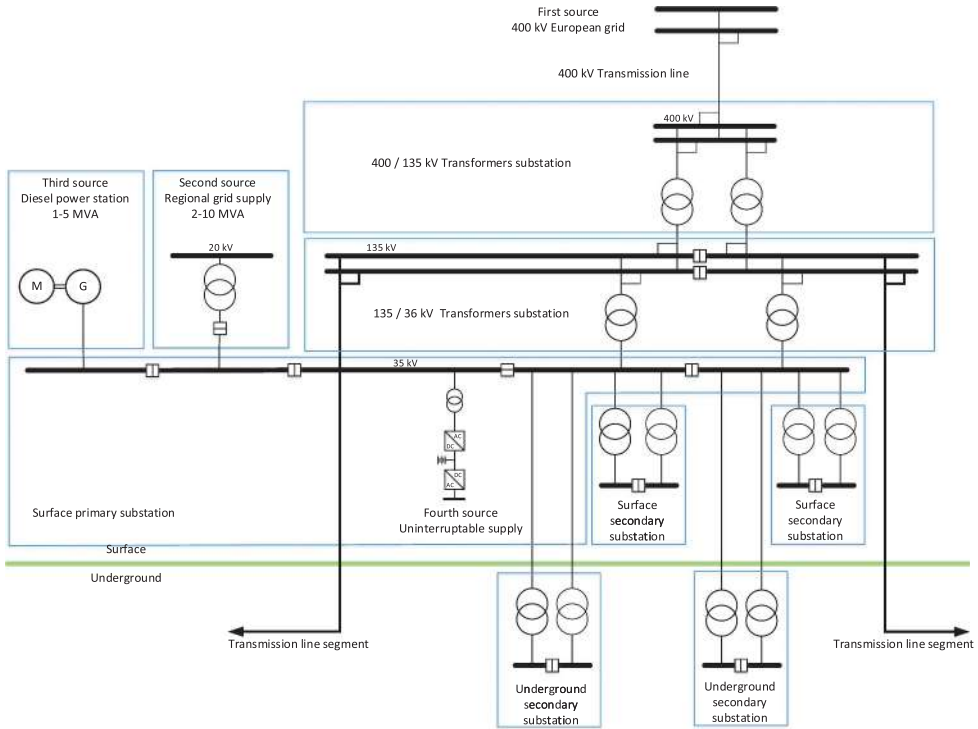 First source
400 kV European grid
400 kV Transmission line
400 kV
400 / 135 kV Transformers substation
Third source
Diesel power station
1-5 MVA
Second source
Regional grid supply
2-10 MVA
20 kV
135 kV
M
G
135 / 36 kV Transformers substation
35 kV
AC
DC
DC
AC
Surface primary substation
Fourth source
Uninterruptable supply
Surface
secondary
substation
Surface
secondary
substation
Surface
Underground
Transmission line segment
Transmission line segment
Underground
secondary
substation
Underground
secondary
substation